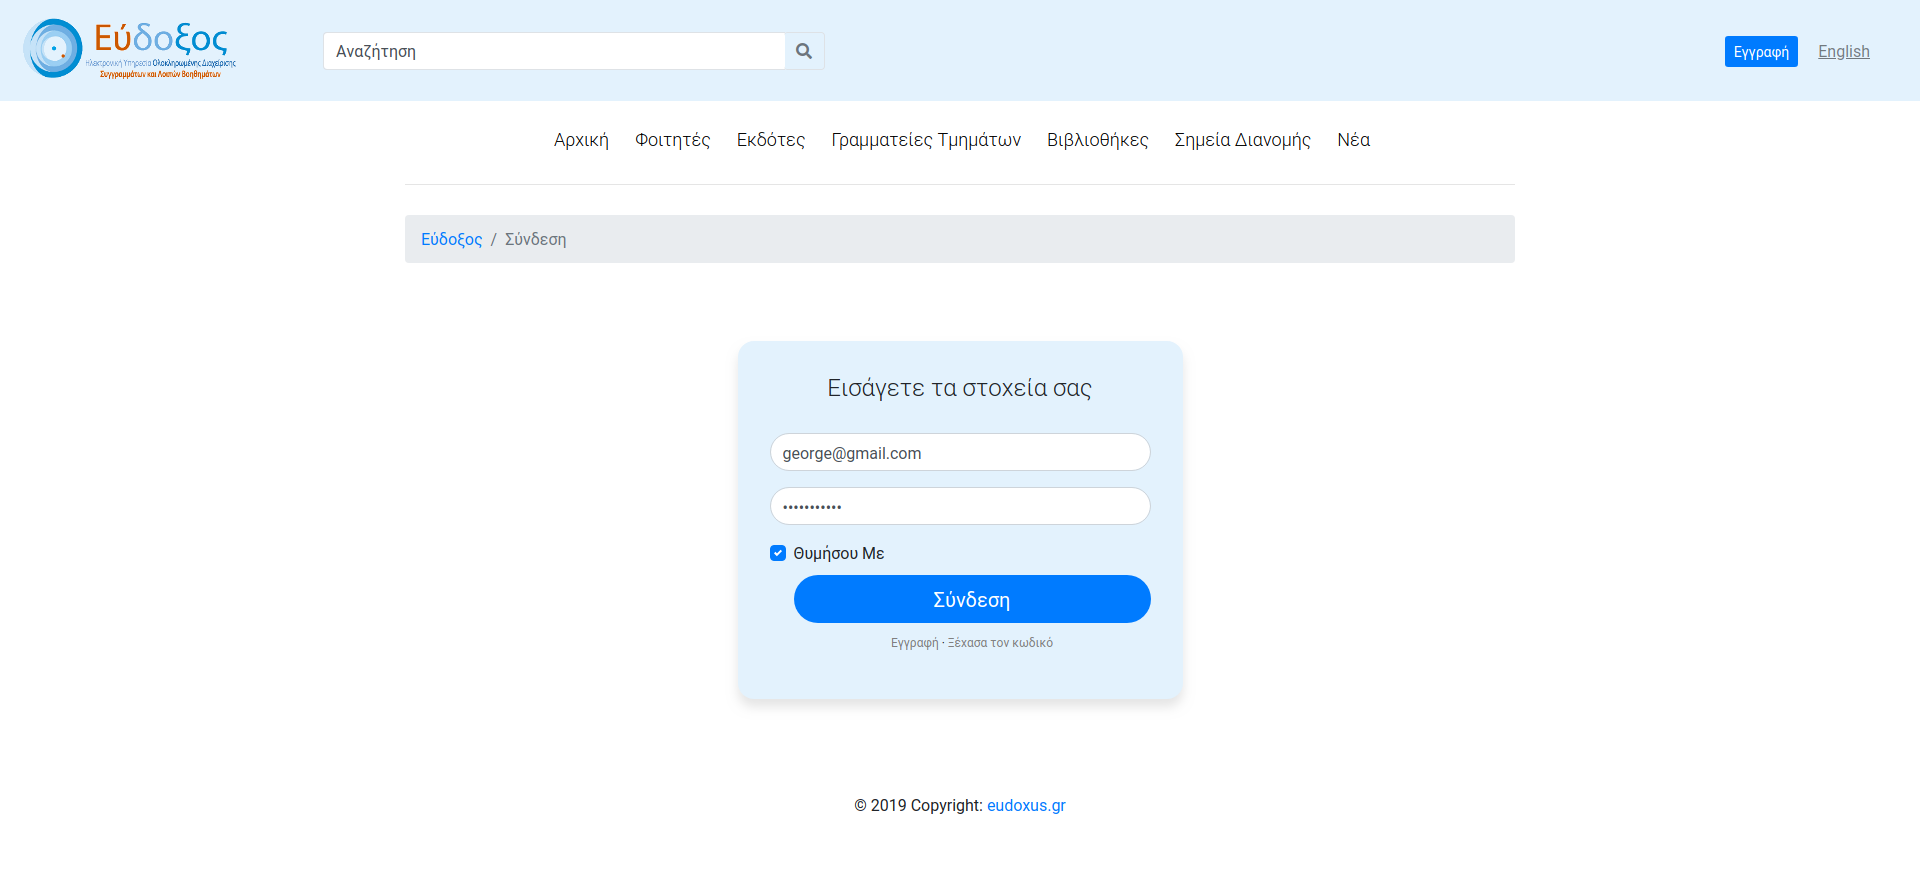 Εύδοξος
Ηλεκτρονική Υπηρεσία Ολοκληρωμένης Διαχείρισης
Συγγραμμάτων και Λοιπών Βοηθημάτων
Αναζήτηση
Εγγραφή
English
Αρχική Φοιτητές Εκδότες Γραμματείες Τμημάτων Βιβλιοθήκες Σημεία Διανομής Νέα
Εύδοξος / Σύνδεση
Εισάγετε τα στοχεία σας
george@gmail.com
•••••••••••
Θυμήσου Με
Σύνδεση
Εγγραφή · Ξέχασα τον κωδικό
© 2019 Copyright: eudoxus.gr